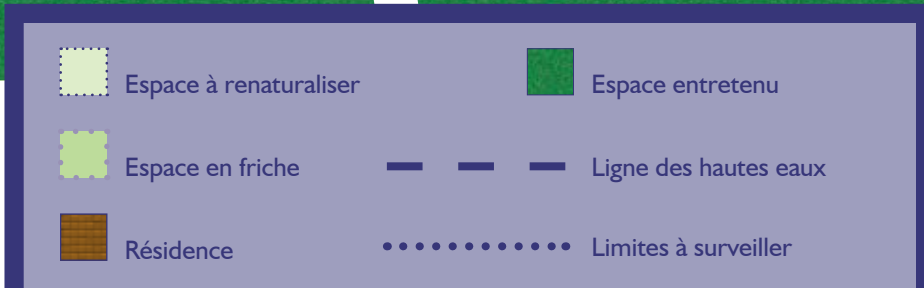 Espace à renaturaliser
Espace entretenu
Espace en friche
Ligne des hautes eaux
Résidence
Limites à surveiller